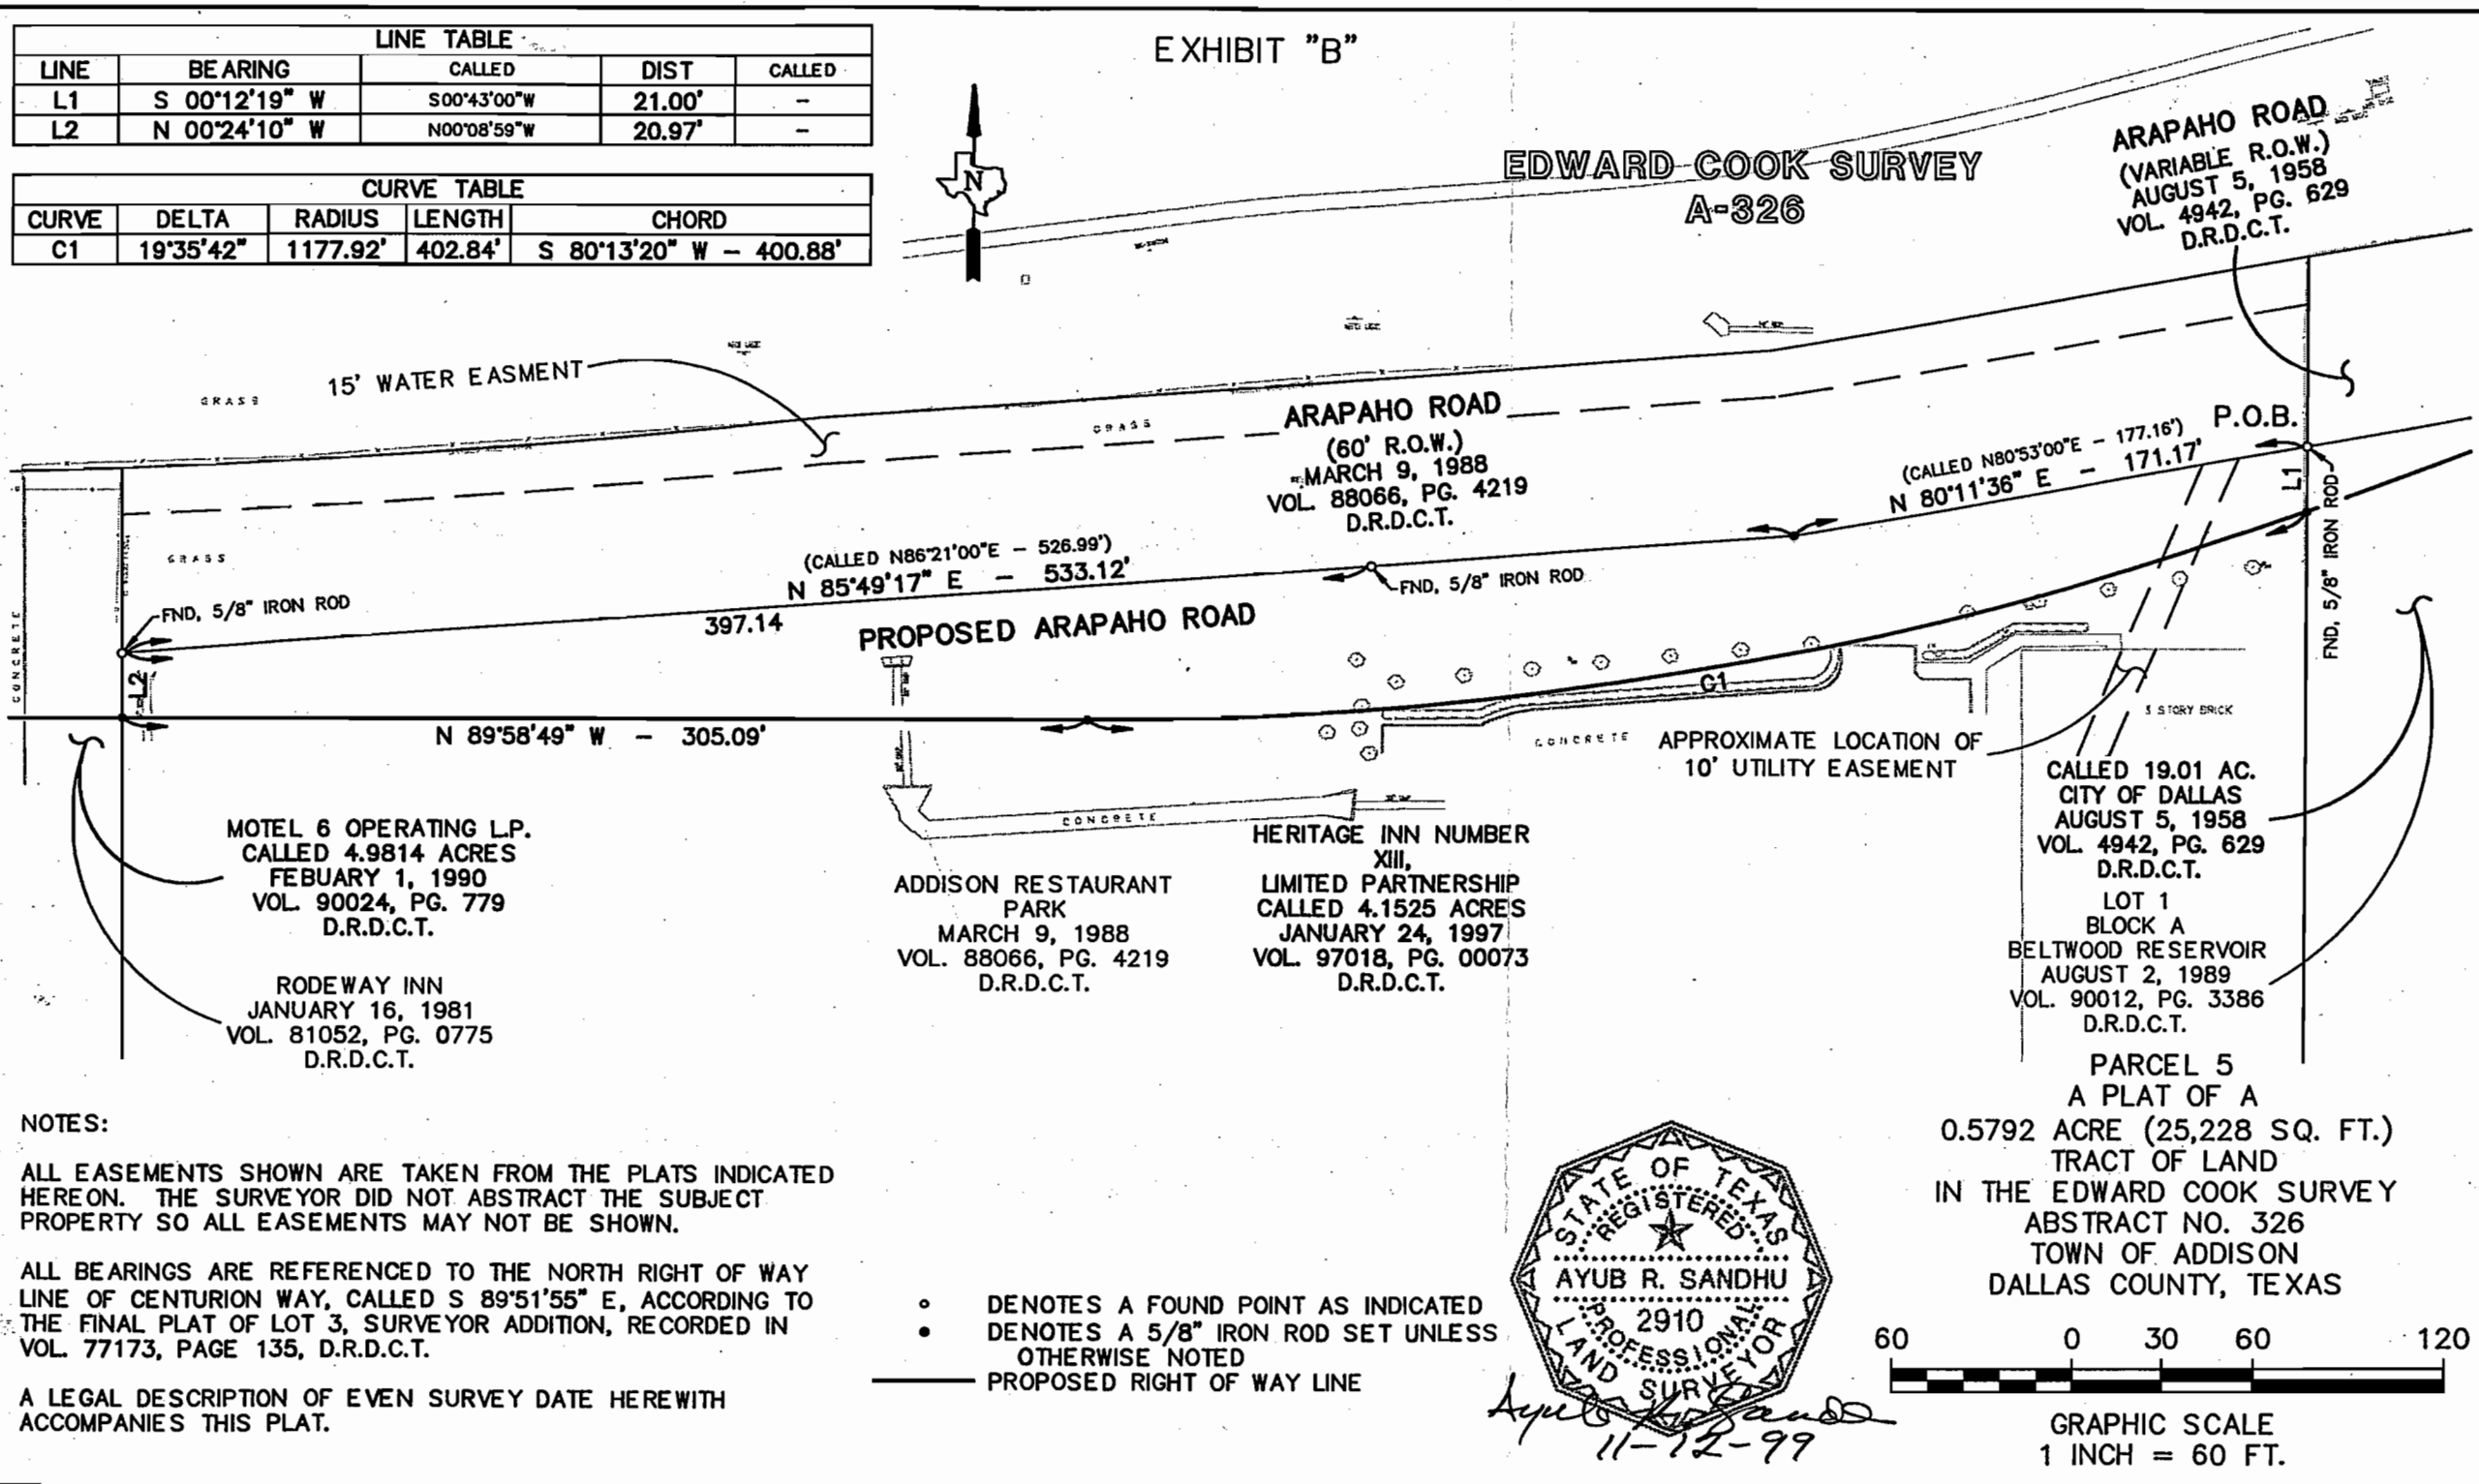 LINE TABLE
LINE BEARING CALLED DIST CALLED
L1 S 00°12'19" W S00°43'00"W 21.00' -
L2 N 00°24'10" W N00°08'59"W 20.97' -
CURVE TABLE
CURVE DELTA RADIUS LENGTH CHORD
C1 19°35'42" 1177.92' 402.84' S 80°13'20" W - 400.88'
EXHIBIT "B"
N
EDWARD COOK SURVEY
A-326
ARAPAHO ROAD
(VARIABLE R.O.W.)
AUGUST 5, 1958
VOL. 4942, PG. 629
D.R.D.C.T.
15' WATER EASMENT
GRASS
GRASS
GRASS
ARAPAHO ROAD
(60' R.O.W.)
MARCH 9, 1988
VOL. 88066, PG. 4219
D.R.D.C.T.
P.O.B.
(CALLED N80°53'00"E - 177.16')
N 80°11'36" E - 171.17'
L1
FND, 5/8" IRON ROD
(CALLED N86°21'00"E - 526.99')
N 85°49'17" E - 533.12'
397.14
FND, 5/8" IRON ROD
FND, 5/8" IRON ROD
PROPOSED ARAPAHO ROAD
CONCRETE
L2
C1
N 89°58'49" W - 305.09'
CONCRETE
CONCRETE
3 STORY BRICK
APPROXIMATE LOCATION OF
10' UTILITY EASEMENT
MOTEL 6 OPERATING L.P.
CALLED 4.9814 ACRES
FEBUARY 1, 1990
VOL. 90024, PG. 779
D.R.D.C.T.
RODEWAY INN
JANUARY 16, 1981
VOL. 81052, PG. 0775
D.R.D.C.T.
ADDISON RESTAURANT
PARK
MARCH 9, 1988
VOL. 88066, PG. 4219
D.R.D.C.T.
HERITAGE INN NUMBER
XIII,
LIMITED PARTNERSHIP
CALLED 4.1525 ACRES
JANUARY 24, 1997
VOL. 97018, PG. 00073
D.R.D.C.T.
CALLED 19.01 AC.
CITY OF DALLAS
AUGUST 5, 1958
VOL. 4942, PG. 629
D.R.D.C.T.
LOT 1
BLOCK A
BELTWOOD RESERVOIR
AUGUST 2, 1989
VOL. 90012, PG. 3386
D.R.D.C.T.
PARCEL 5
A PLAT OF A
0.5792 ACRE (25,228 SQ. FT.)
TRACT OF LAND
IN THE EDWARD COOK SURVEY
ABSTRACT NO. 326
TOWN OF ADDISON
DALLAS COUNTY, TEXAS
NOTES:
ALL EASEMENTS SHOWN ARE TAKEN FROM THE PLATS INDICATED
HEREON. THE SURVEYOR DID NOT ABSTRACT THE SUBJECT
PROPERTY SO ALL EASEMENTS MAY NOT BE SHOWN.
ALL BEARINGS ARE REFERENCED TO THE NORTH RIGHT OF WAY
LINE OF CENTURION WAY, CALLED S 89°51'55" E, ACCORDING TO
THE FINAL PLAT OF LOT 3, SURVEYOR ADDITION, RECORDED IN
VOL. 77173, PAGE 135, D.R.D.C.T.
A LEGAL DESCRIPTION OF EVEN SURVEY DATE HEREWITH
ACCOMPANIES THIS PLAT.
DENOTES A FOUND POINT AS INDICATED
DENOTES A 5/8" IRON ROD SET UNLESS
OTHERWISE NOTED
PROPOSED RIGHT OF WAY LINE
STATE OF TEXAS
REGISTERED
AYUB R. SANDHU
2910
PROFESSIONAL
LAND SURVEYOR
Ayub R. Sandhu
11-12-99
60 0 30 60 120
GRAPHIC SCALE
1 INCH = 60 FT.